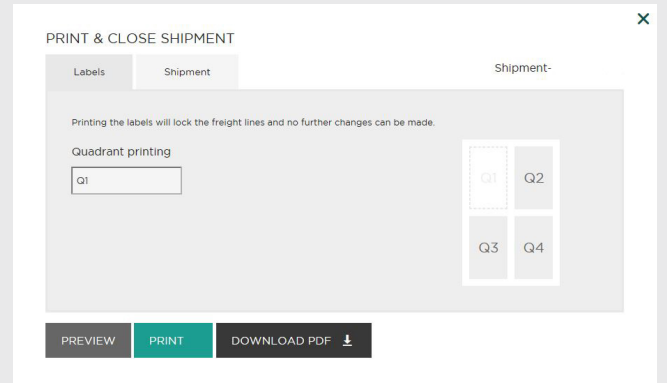 PRINT & CLOSE SHIPMENT
Labels Shipment Shipment-
Printing the labels will lock the freight lines and no further changes can be made.
Quadrant printing
Q1
Q1 Q2
Q3 Q4
PREVIEW PRINT DOWNLOAD PDF